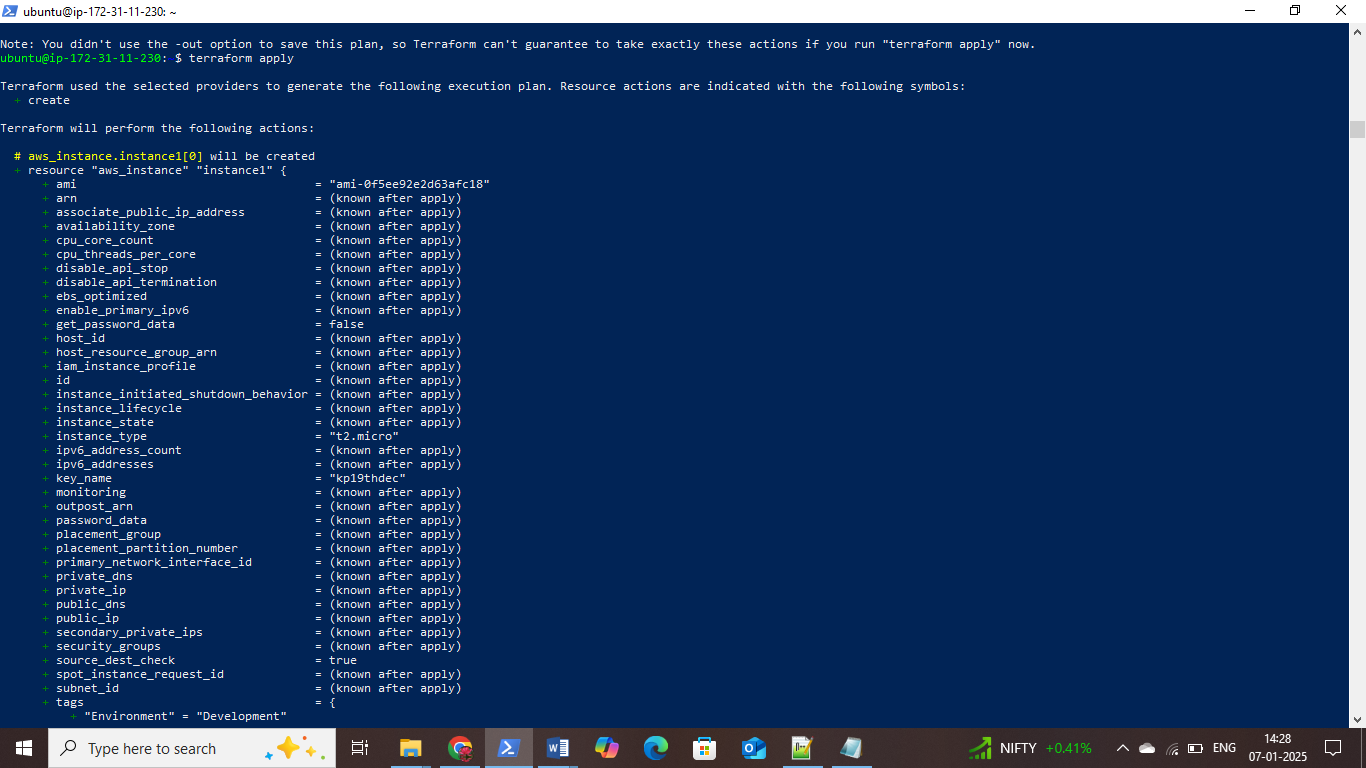 ubuntu@ip-172-31-11-230: ~
Note: You didn't use the -out option to save this plan, so Terraform can't guarantee to take exactly these actions if you run "terraform apply" now.
ubuntu@ip-172-31-11-230: $ terraform apply
Terraform used the selected providers to generate the following execution plan. Resource actions are indicated with the following symbols:
+ create
Terraform will perform the following actions:
# aws_instance.instance1[0] will be created
+ resource "aws_instance" "instance1" {
+ ami = "ami-0f5ee92e2d63afc18"
+ arn = (known after apply)
+ associate_public_ip_address = (known after apply)
+ availability_zone = (known after apply)
+ cpu_core_count = (known after apply)
+ cpu_threads_per_core = (known after apply)
+ disable_api_stop = (known after apply)
+ disable_api_termination = (known after apply)
+ ebs_optimized = (known after apply)
+ enable_primary_ipv6 = (known after apply)
+ get_password_data = false
+ host_id = (known after apply)
+ host_resource_group_arn = (known after apply)
+ iam_instance_profile = (known after apply)
+ id = (known after apply)
+ instance_initiated_shutdown_behavior = (known after apply)
+ instance_lifecycle = (known after apply)
+ instance_state = (known after apply)
+ instance_type = "t2.micro"
+ ipv6_address_count = (known after apply)
+ ipv6_addresses = (known after apply)
+ key_name = "kp19thdec"
+ monitoring = (known after apply)
+ outpost_arn = (known after apply)
+ password_data = (known after apply)
+ placement_group = (known after apply)
+ placement_partition_number = (known after apply)
+ primary_network_interface_id = (known after apply)
+ private_dns = (known after apply)
+ private_ip = (known after apply)
+ public_dns = (known after apply)
+ public_ip = (known after apply)
+ secondary_private_ips = (known after apply)
+ security_groups = (known after apply)
+ source_dest_check = true
+ spot_instance_request_id = (known after apply)
+ subnet_id = (known after apply)
+ tags = {
+ "Environment" = "Development"
Type here to search
NIFTY +0.41%
ENG
14:28
07-01-2025